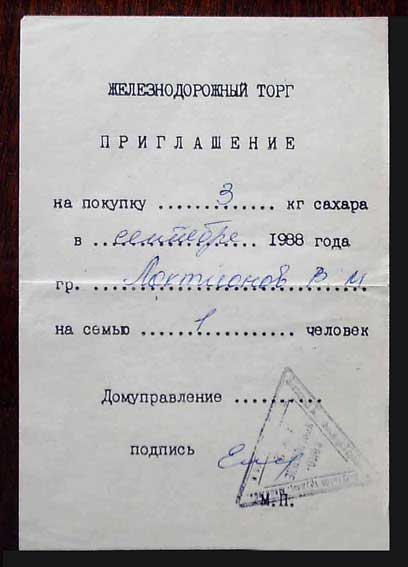 ЖЕЛЕЗНОДОРОЖНЫЙ ТОРГ
ПРИГЛАШЕНИЕ
на покупку ....3........ кг сахара
в ..сентябре.. 1988 года
гр. Локтионов В М
на семью ......1......... человек
Домуправление ..........
подпись
М.П.